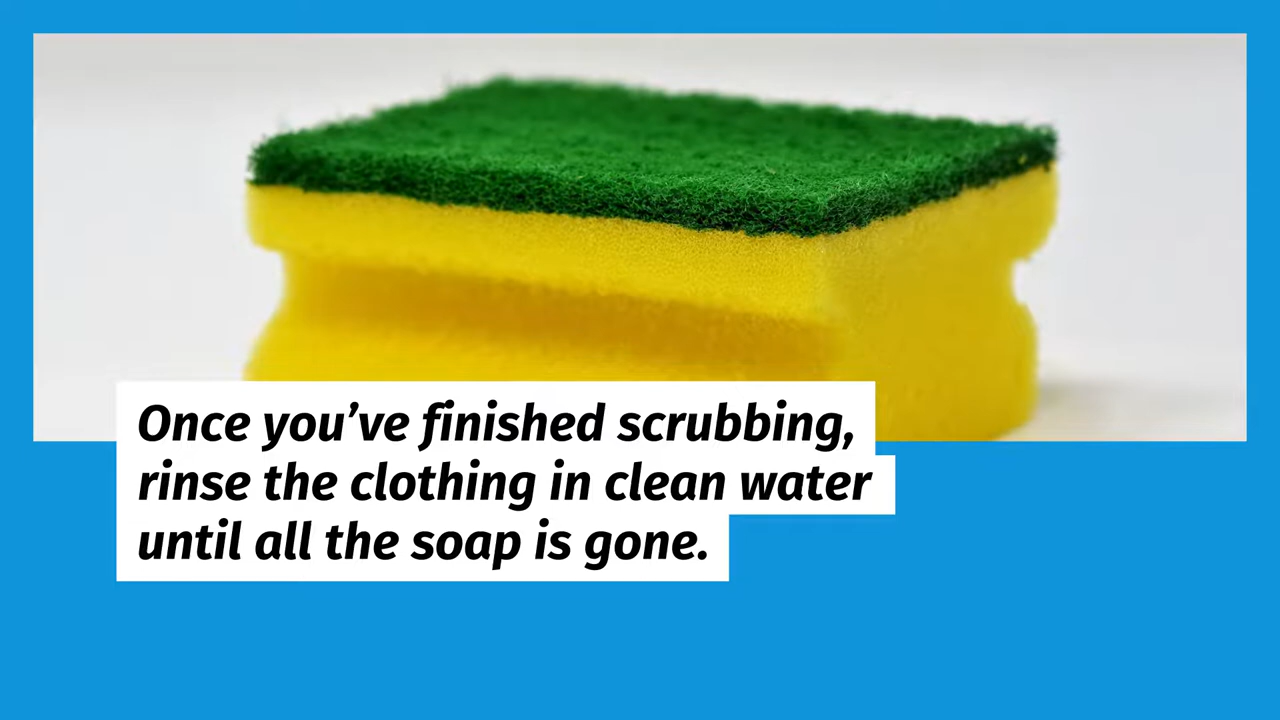 Once you’ve finished scrubbing,
rinse the clothing in clean water
until all the soap is gone.